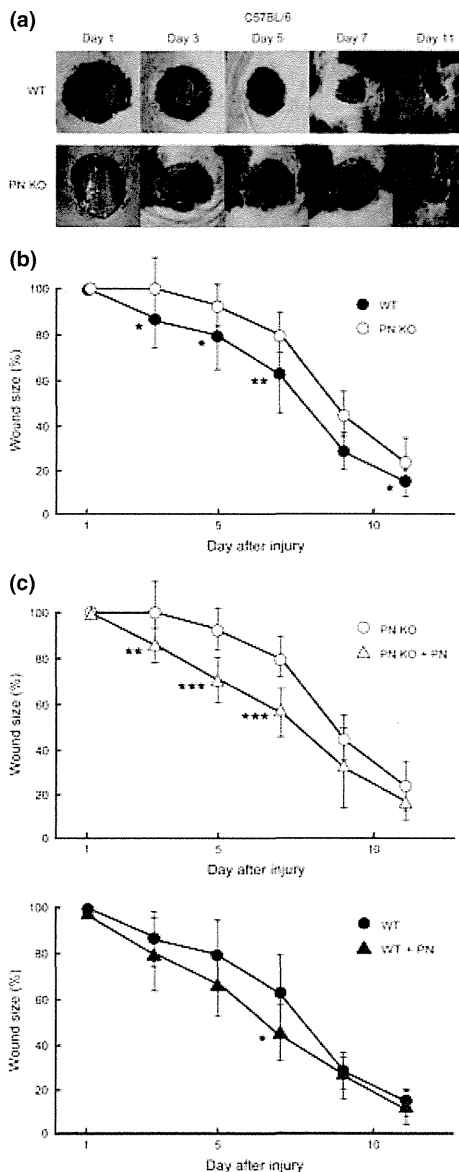 (a)
C57BL/6
Day 1 Day 3 Day 5 Day 7 Day 11
WT
PN KO
(b)
100
80
60
40
20
0
Wound size (%)
* * ** *
WT
PN KO
1 5 10
Day after injury
(c)
100
80
60
40
20
0
Wound size (%)
** *** ***
PN KO
PN KO + PN
1 5 10
Day after injury
100
80
60
40
20
0
Wound size (%)
*
WT
WT + PN
1 5 10
Day after injury